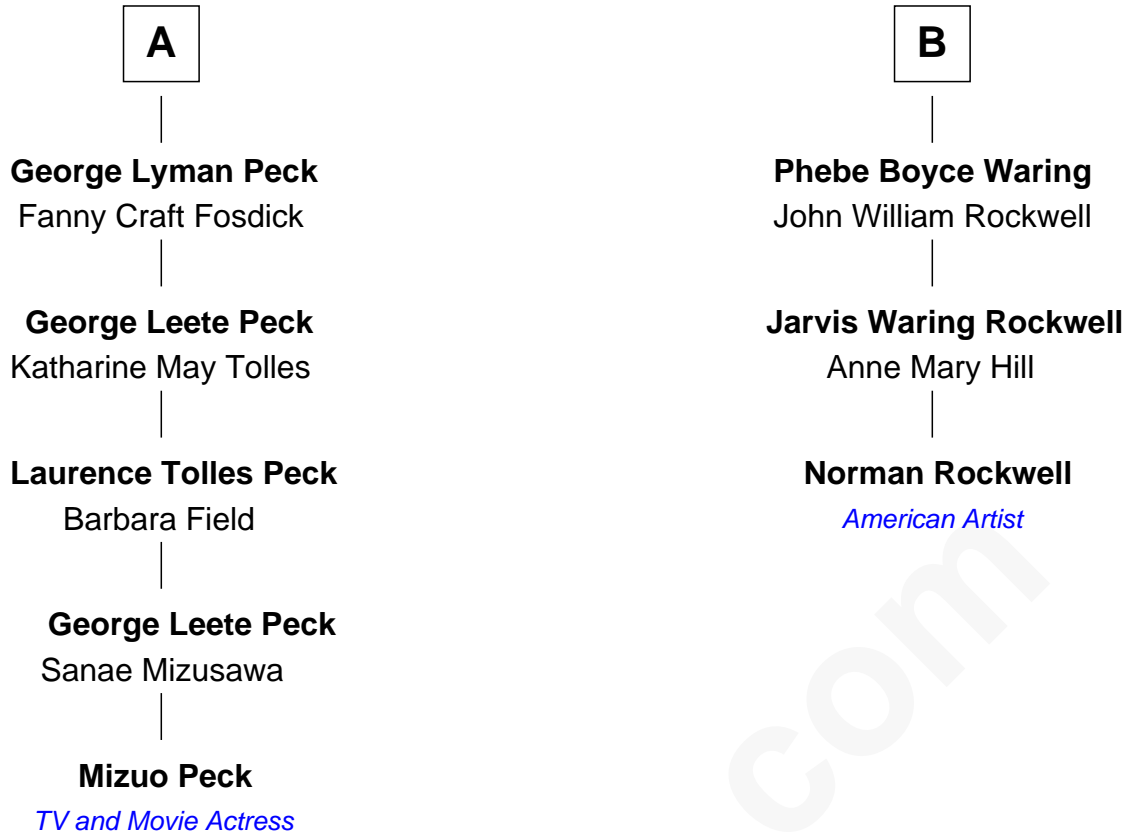 A
George Lyman Peck
Fanny Craft Fosdick
George Leete Peck
Katharine May Tolles
Laurence Tolles Peck
Barbara Field
George Leete Peck
Sanae Mizusawa
Mizuo Peck
TV and Movie Actress
B
Phebe Boyce Waring
John William Rockwell
Jarvis Waring Rockwell
Anne Mary Hill
Norman Rockwell
American Artist
com